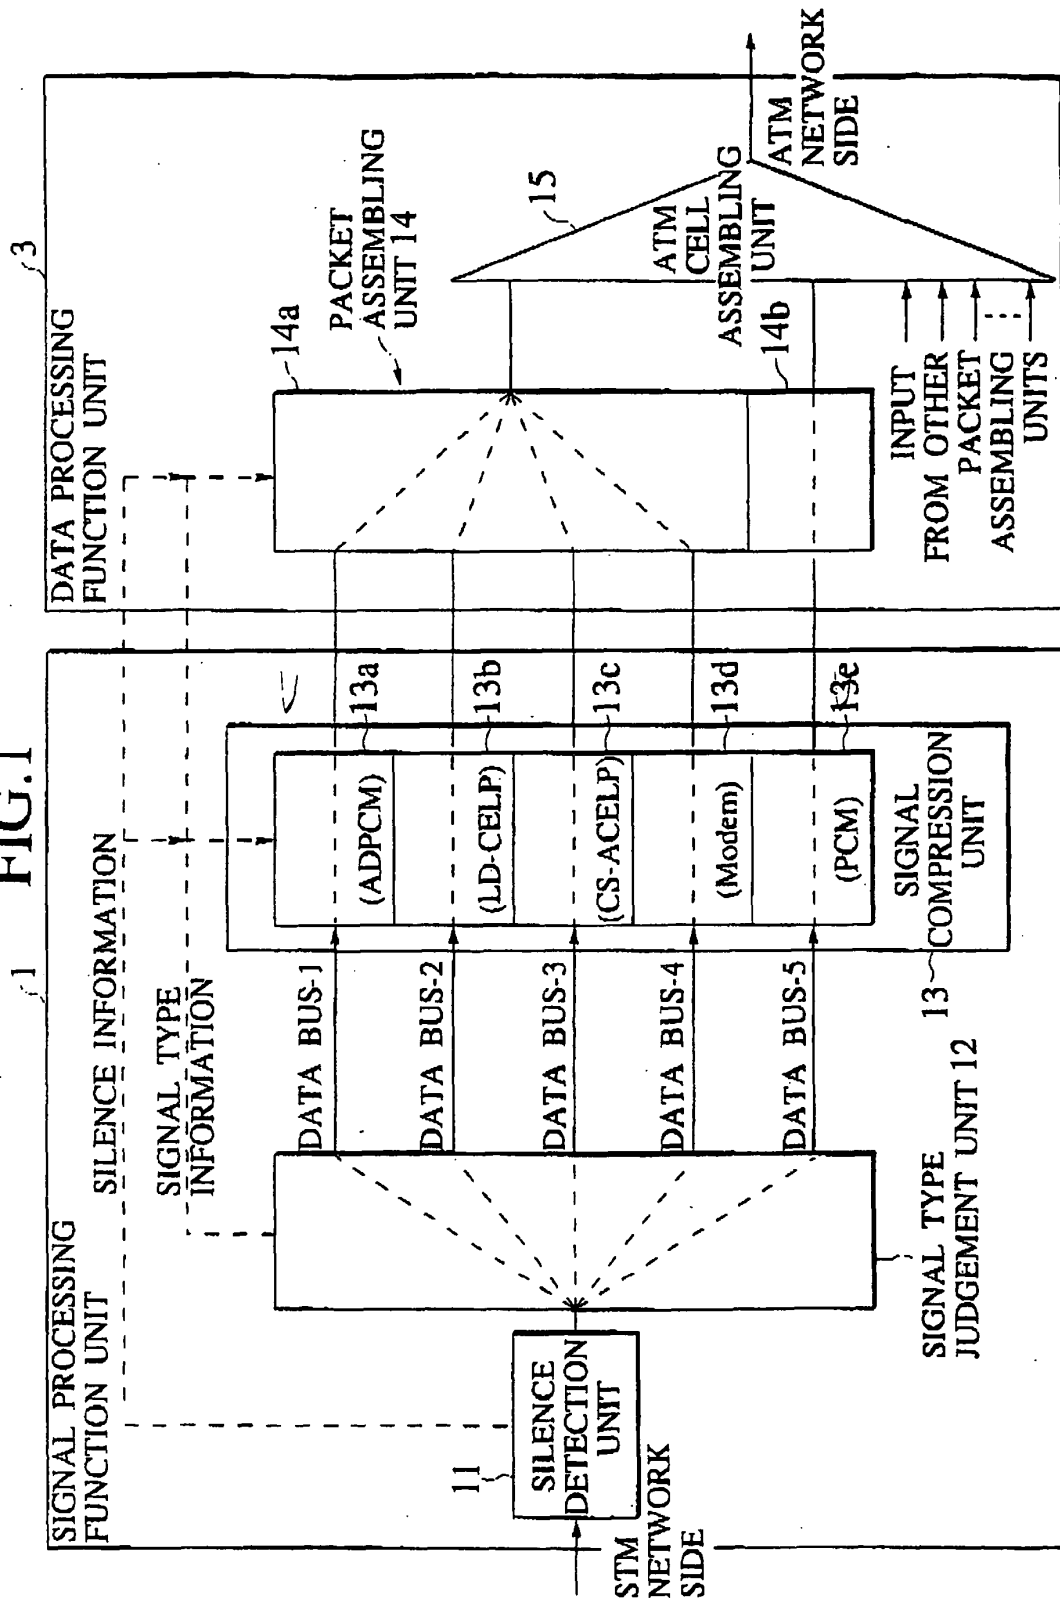 FIG.1
1
SIGNAL PROCESSING
FUNCTION UNIT
SILENCE INFORMATION
SIGNAL TYPE
INFORMATION
STM
NETWORK
SIDE
11
SILENCE
DETECTION
UNIT
SIGNAL TYPE
JUDGEMENT UNIT 12
DATA BUS-1
DATA BUS-2
DATA BUS-3
DATA BUS-4
DATA BUS-5
(ADPCM)
13a
(LD-CELP)
13b
(CS-ACELP)
13c
(Modem)
13d
(PCM)
13e
SIGNAL
COMPRESSION
UNIT
13
3
DATA PROCESSING
FUNCTION UNIT
14a
PACKET
ASSEMBLING
UNIT 14
14b
15
ATM
CELL
ASSEMBLING
UNIT
INPUT
FROM OTHER
PACKET
ASSEMBLING
UNITS
ATM
NETWORK
SIDE